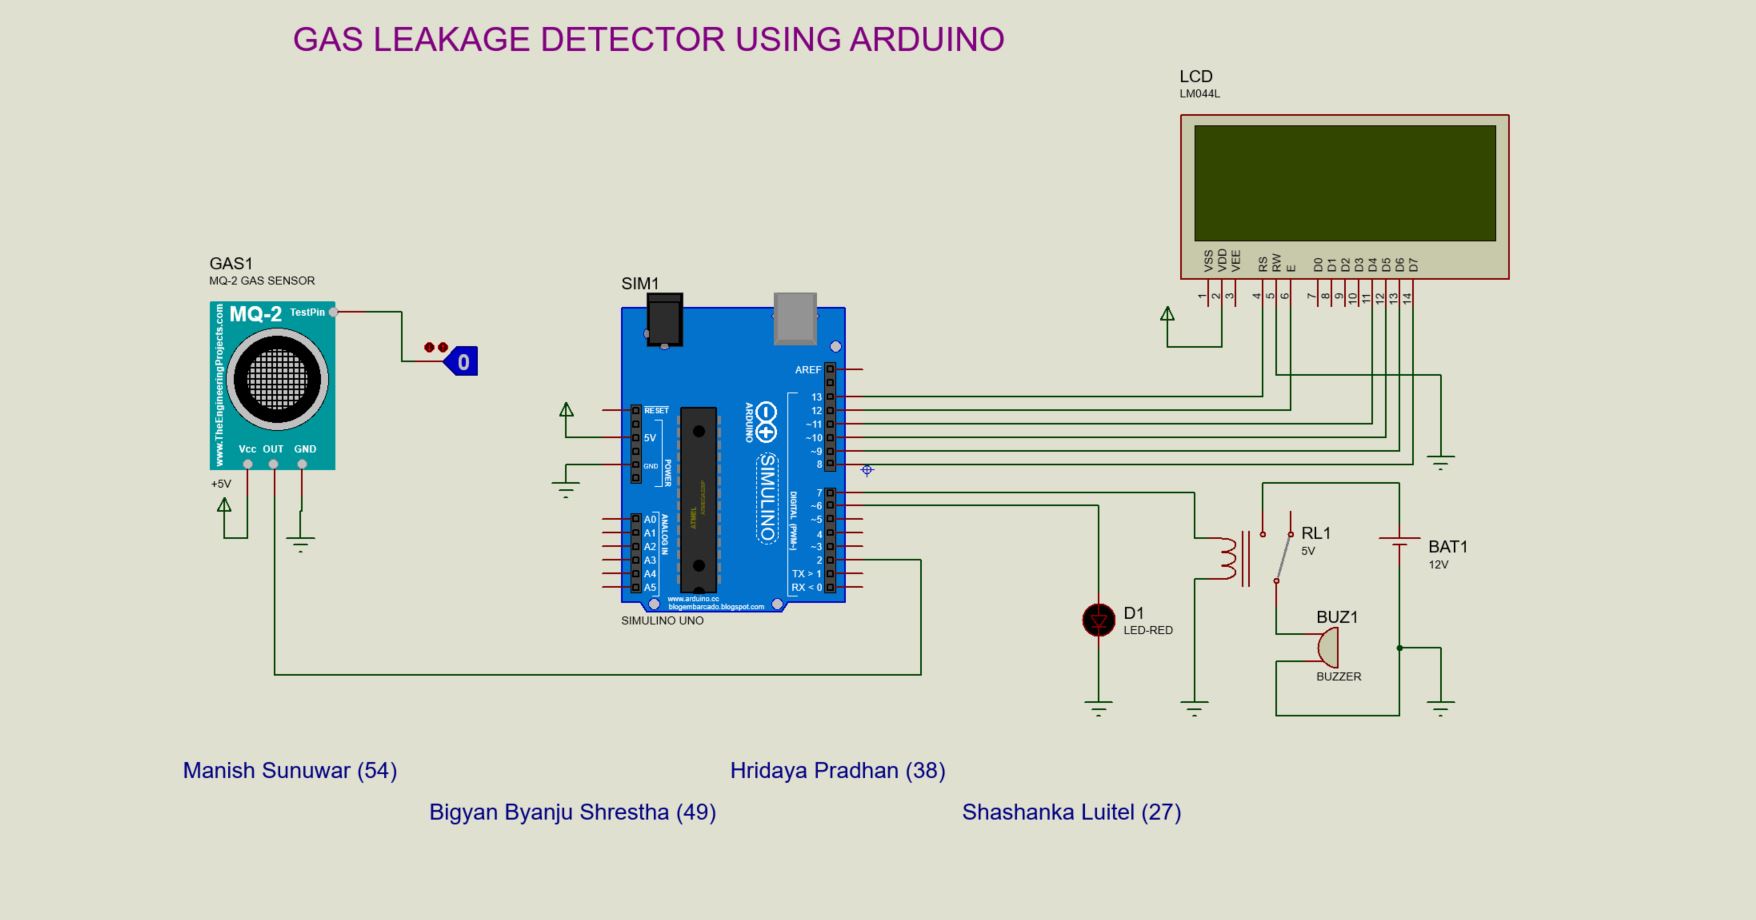 GAS LEAKAGE DETECTOR USING ARDUINO
LCD
LM044L
VSS
VDD
VEE
RS
RW
E
D0
D1
D2
D3
D4
D5
D6
D7
1
2
3
4
5
6
7
8
9
10
11
12
13
14
GAS1
MQ-2 GAS SENSOR
MQ-2
TestPin
www.TheEngineeringProjects.com
Vcc OUT GND
+5V
0
SIM1
AREF
13
12
~11
~10
~9
8
7
~6
~5
4
~3
2
TX > 1
RX < 0
RESET
5V
GND
POWER
A0
A1
A2
A3
A4
A5
ANALOG IN
ATMEL
ARDUINO
SIMULINO
DIGITAL (PWM~)
www.arduino.cc
blogembarcado.blogspot.com
SIMULINO UNO
D1
LED-RED
RL1
5V
BAT1
12V
BUZ1
BUZZER
Manish Sunuwar (54)
Hridaya Pradhan (38)
Bigyan Byanju Shrestha (49)
Shashanka Luitel (27)